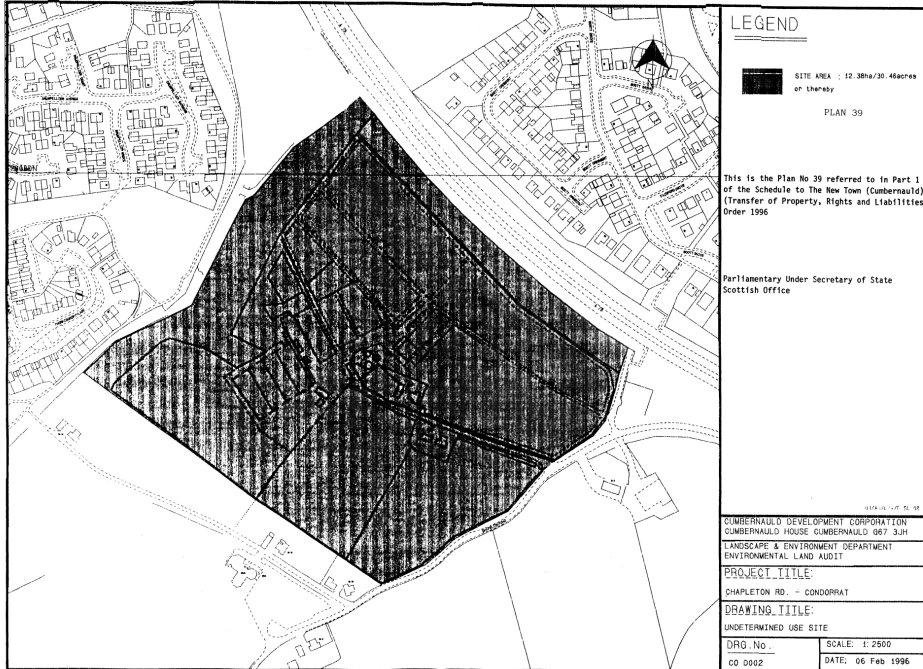 LEGEND
SITE AREA : 12.38ha/30.46acres
or thereby
PLAN 39
This is the Plan No 39 referred to in Part 1
of the Schedule to The New Town (Cumbernauld)
(Transfer of Property, Rights and Liabilities
Order 1996
Parliamentary Under Secretary of State
Scottish Office
CUMBERNAULD DEVELOPMENT CORPORATION
CUMBERNAULD HOUSE CUMBERNAULD G67 3JH
LANDSCAPE & ENVIRONMENT DEPARTMENT
ENVIRONMENTAL LAND AUDIT
PROJECT TITLE:
CHAPLETON RD. - CONDORRAT
DRAWING TITLE:
UNDETERMINED USE SITE
DRG.No.
CO D002
SCALE: 1:2500
DATE: 06 Feb 1996